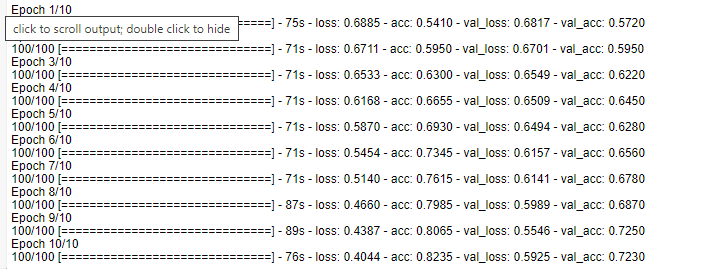 Epoch 1/10
click to scroll output; double click to hide
==============================] - 75s - loss: 0.6885 - acc: 0.5410 - val_loss: 0.6817 - val_acc: 0.5720
100/100 [==============================] - 71s - loss: 0.6711 - acc: 0.5950 - val_loss: 0.6701 - val_acc: 0.5950
Epoch 3/10
100/100 [==============================] - 71s - loss: 0.6533 - acc: 0.6300 - val_loss: 0.6549 - val_acc: 0.6220
Epoch 4/10
100/100 [==============================] - 71s - loss: 0.6168 - acc: 0.6655 - val_loss: 0.6509 - val_acc: 0.6450
Epoch 5/10
100/100 [==============================] - 71s - loss: 0.5870 - acc: 0.6930 - val_loss: 0.6494 - val_acc: 0.6280
Epoch 6/10
100/100 [==============================] - 71s - loss: 0.5454 - acc: 0.7345 - val_loss: 0.6157 - val_acc: 0.6560
Epoch 7/10
100/100 [==============================] - 71s - loss: 0.5140 - acc: 0.7615 - val_loss: 0.6141 - val_acc: 0.6780
Epoch 8/10
100/100 [==============================] - 87s - loss: 0.4660 - acc: 0.7985 - val_loss: 0.5989 - val_acc: 0.6870
Epoch 9/10
100/100 [==============================] - 89s - loss: 0.4387 - acc: 0.8065 - val_loss: 0.5546 - val_acc: 0.7250
Epoch 10/10
100/100 [==============================] - 76s - loss: 0.4044 - acc: 0.8235 - val_loss: 0.5925 - val_acc: 0.7230